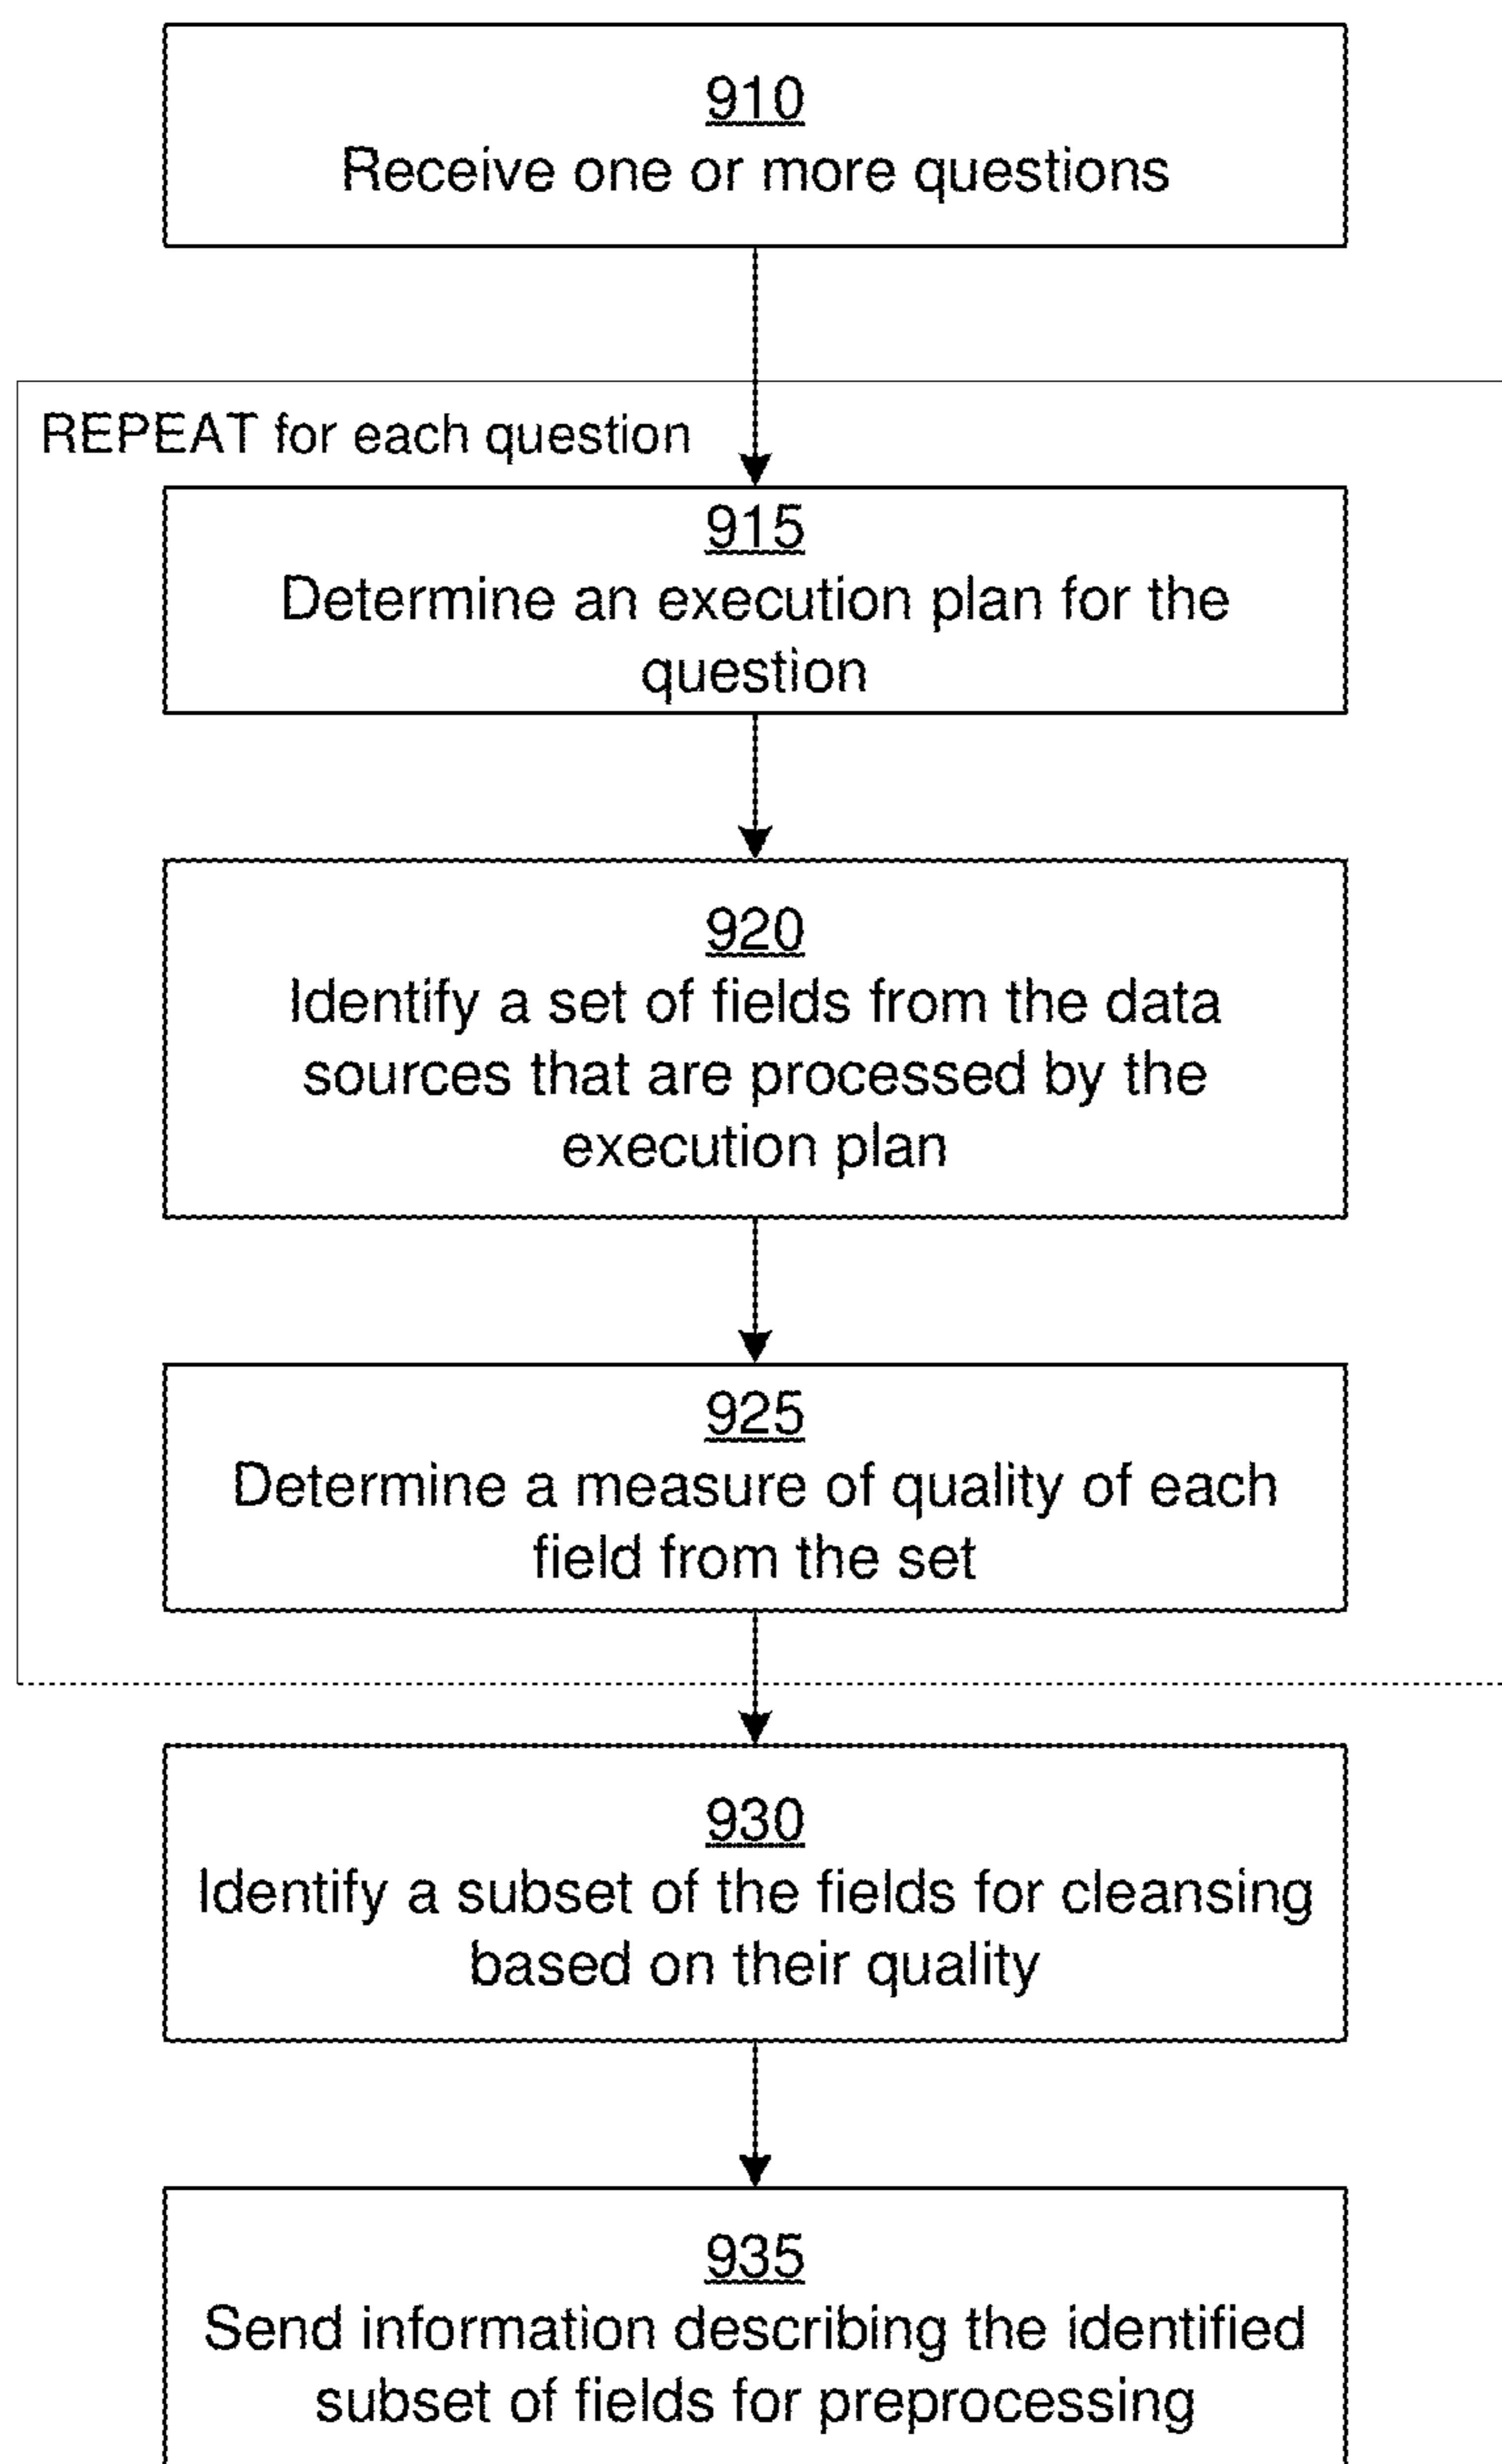 910
Receive one or more questions
REPEAT for each question
915
Determine an execution plan for the
question
920
Identify a set of fields from the data
sources that are processed by the
execution plan
925
Determine a measure of quality of each
field from the set
930
Identify a subset of the fields for cleansing
based on their quality
935
Send information describing the identified
subset of fields for preprocessing